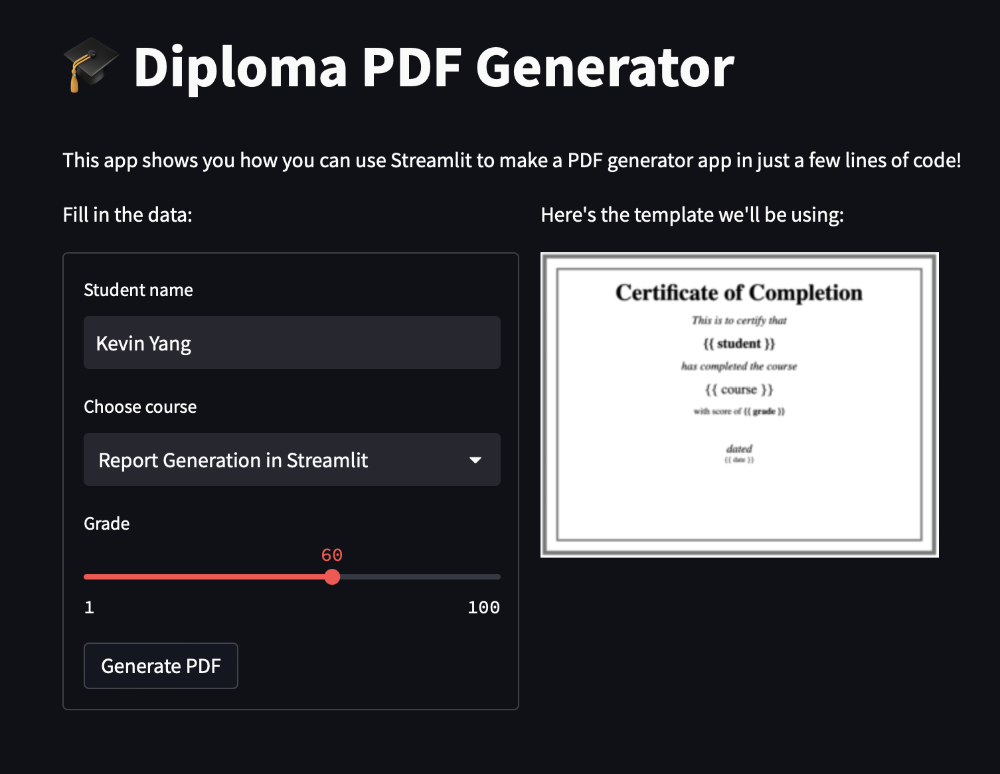 Diploma PDF Generator
This app shows you how you can use Streamlit to make a PDF generator app in just a few lines of code!
Fill in the data:
Student name
Kevin Yang
Choose course
Report Generation in Streamlit
Grade
60
1
100
Generate PDF
Here's the template we'll be using:
Certificate of Completion
This is to certify that
{{ student }}
has completed the course
{{ course }}
with score of {{ grade }}
dated
{{ date }}